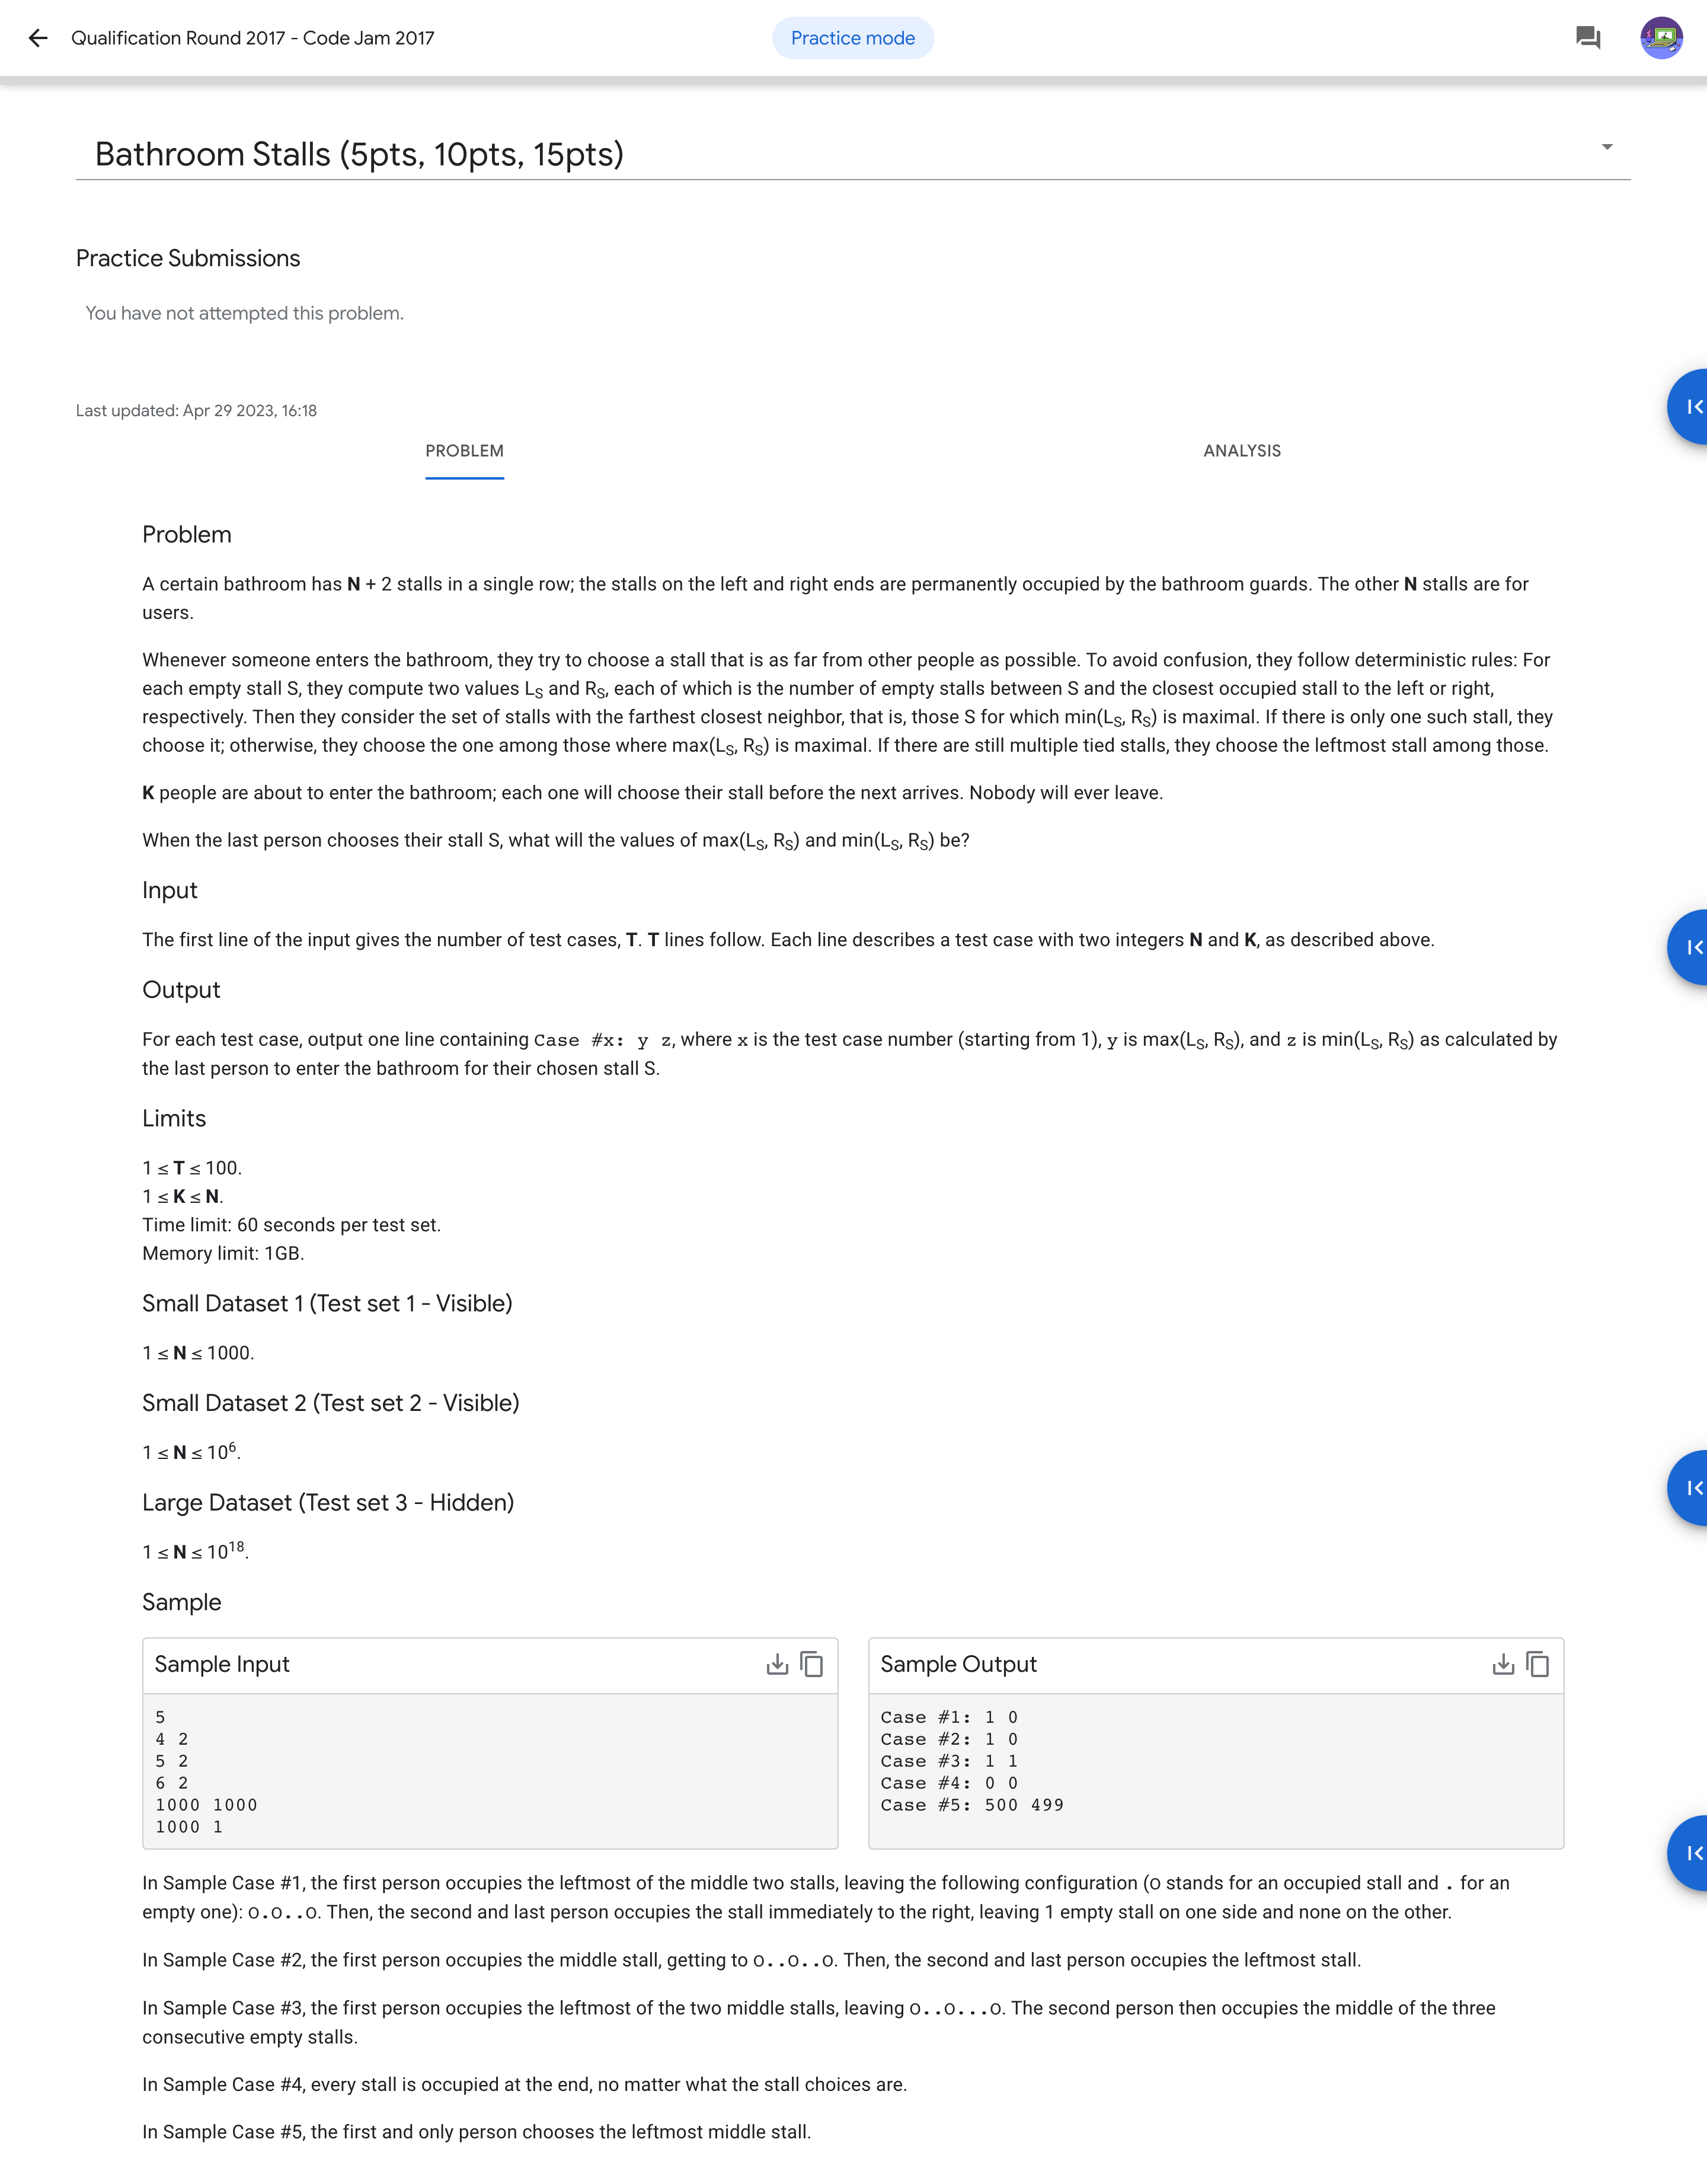 Qualification Round 2017 - Code Jam 2017
Practice mode
Bathroom Stalls (5pts, 10pts, 15pts)
Practice Submissions
You have not attempted this problem.
Last updated: Apr 29 2023, 16:18
PROBLEM
ANALYSIS
Problem
A certain bathroom has N + 2 stalls in a single row; the stalls on the left and right ends are permanently occupied by the bathroom guards. The other N stalls are for
users.
Whenever someone enters the bathroom, they try to choose a stall that is as far from other people as possible. To avoid confusion, they follow deterministic rules: For
each empty stall S, they compute two values LS and RS, each of which is the number of empty stalls between S and the closest occupied stall to the left or right,
respectively. Then they consider the set of stalls with the farthest closest neighbor, that is, those S for which min(LS, RS) is maximal. If there is only one such stall, they
choose it; otherwise, they choose the one among those where max(LS, RS) is maximal. If there are still multiple tied stalls, they choose the leftmost stall among those.
K people are about to enter the bathroom; each one will choose their stall before the next arrives. Nobody will ever leave.
When the last person chooses their stall S, what will the values of max(LS, RS) and min(LS, RS) be?
Input
The first line of the input gives the number of test cases, T. T lines follow. Each line describes a test case with two integers N and K, as described above.
Output
For each test case, output one line containing Case #x: y z, where x is the test case number (starting from 1), y is max(LS, RS), and z is min(LS, RS) as calculated by
the last person to enter the bathroom for their chosen stall S.
Limits
1 ≤ T ≤ 100.
1 ≤ K ≤ N.
Time limit: 60 seconds per test set.
Memory limit: 1GB.
Small Dataset 1 (Test set 1 - Visible)
1 ≤ N ≤ 1000.
Small Dataset 2 (Test set 2 - Visible)
1 ≤ N ≤ 10⁶.
Large Dataset (Test set 3 - Hidden)
1 ≤ N ≤ 10¹⁸.
Sample
Sample Input
5
4 2
5 2
6 2
1000 1000
1000 1
Sample Output
Case #1: 1 0
Case #2: 1 0
Case #3: 1 1
Case #4: 0 0
Case #5: 500 499
In Sample Case #1, the first person occupies the leftmost of the middle two stalls, leaving the following configuration (O stands for an occupied stall and . for an
empty one): O.O..O. Then, the second and last person occupies the stall immediately to the right, leaving 1 empty stall on one side and none on the other.
In Sample Case #2, the first person occupies the middle stall, getting to O..O..O. Then, the second and last person occupies the leftmost stall.
In Sample Case #3, the first person occupies the leftmost of the two middle stalls, leaving O..O...O. The second person then occupies the middle of the three
consecutive empty stalls.
In Sample Case #4, every stall is occupied at the end, no matter what the stall choices are.
In Sample Case #5, the first and only person chooses the leftmost middle stall.